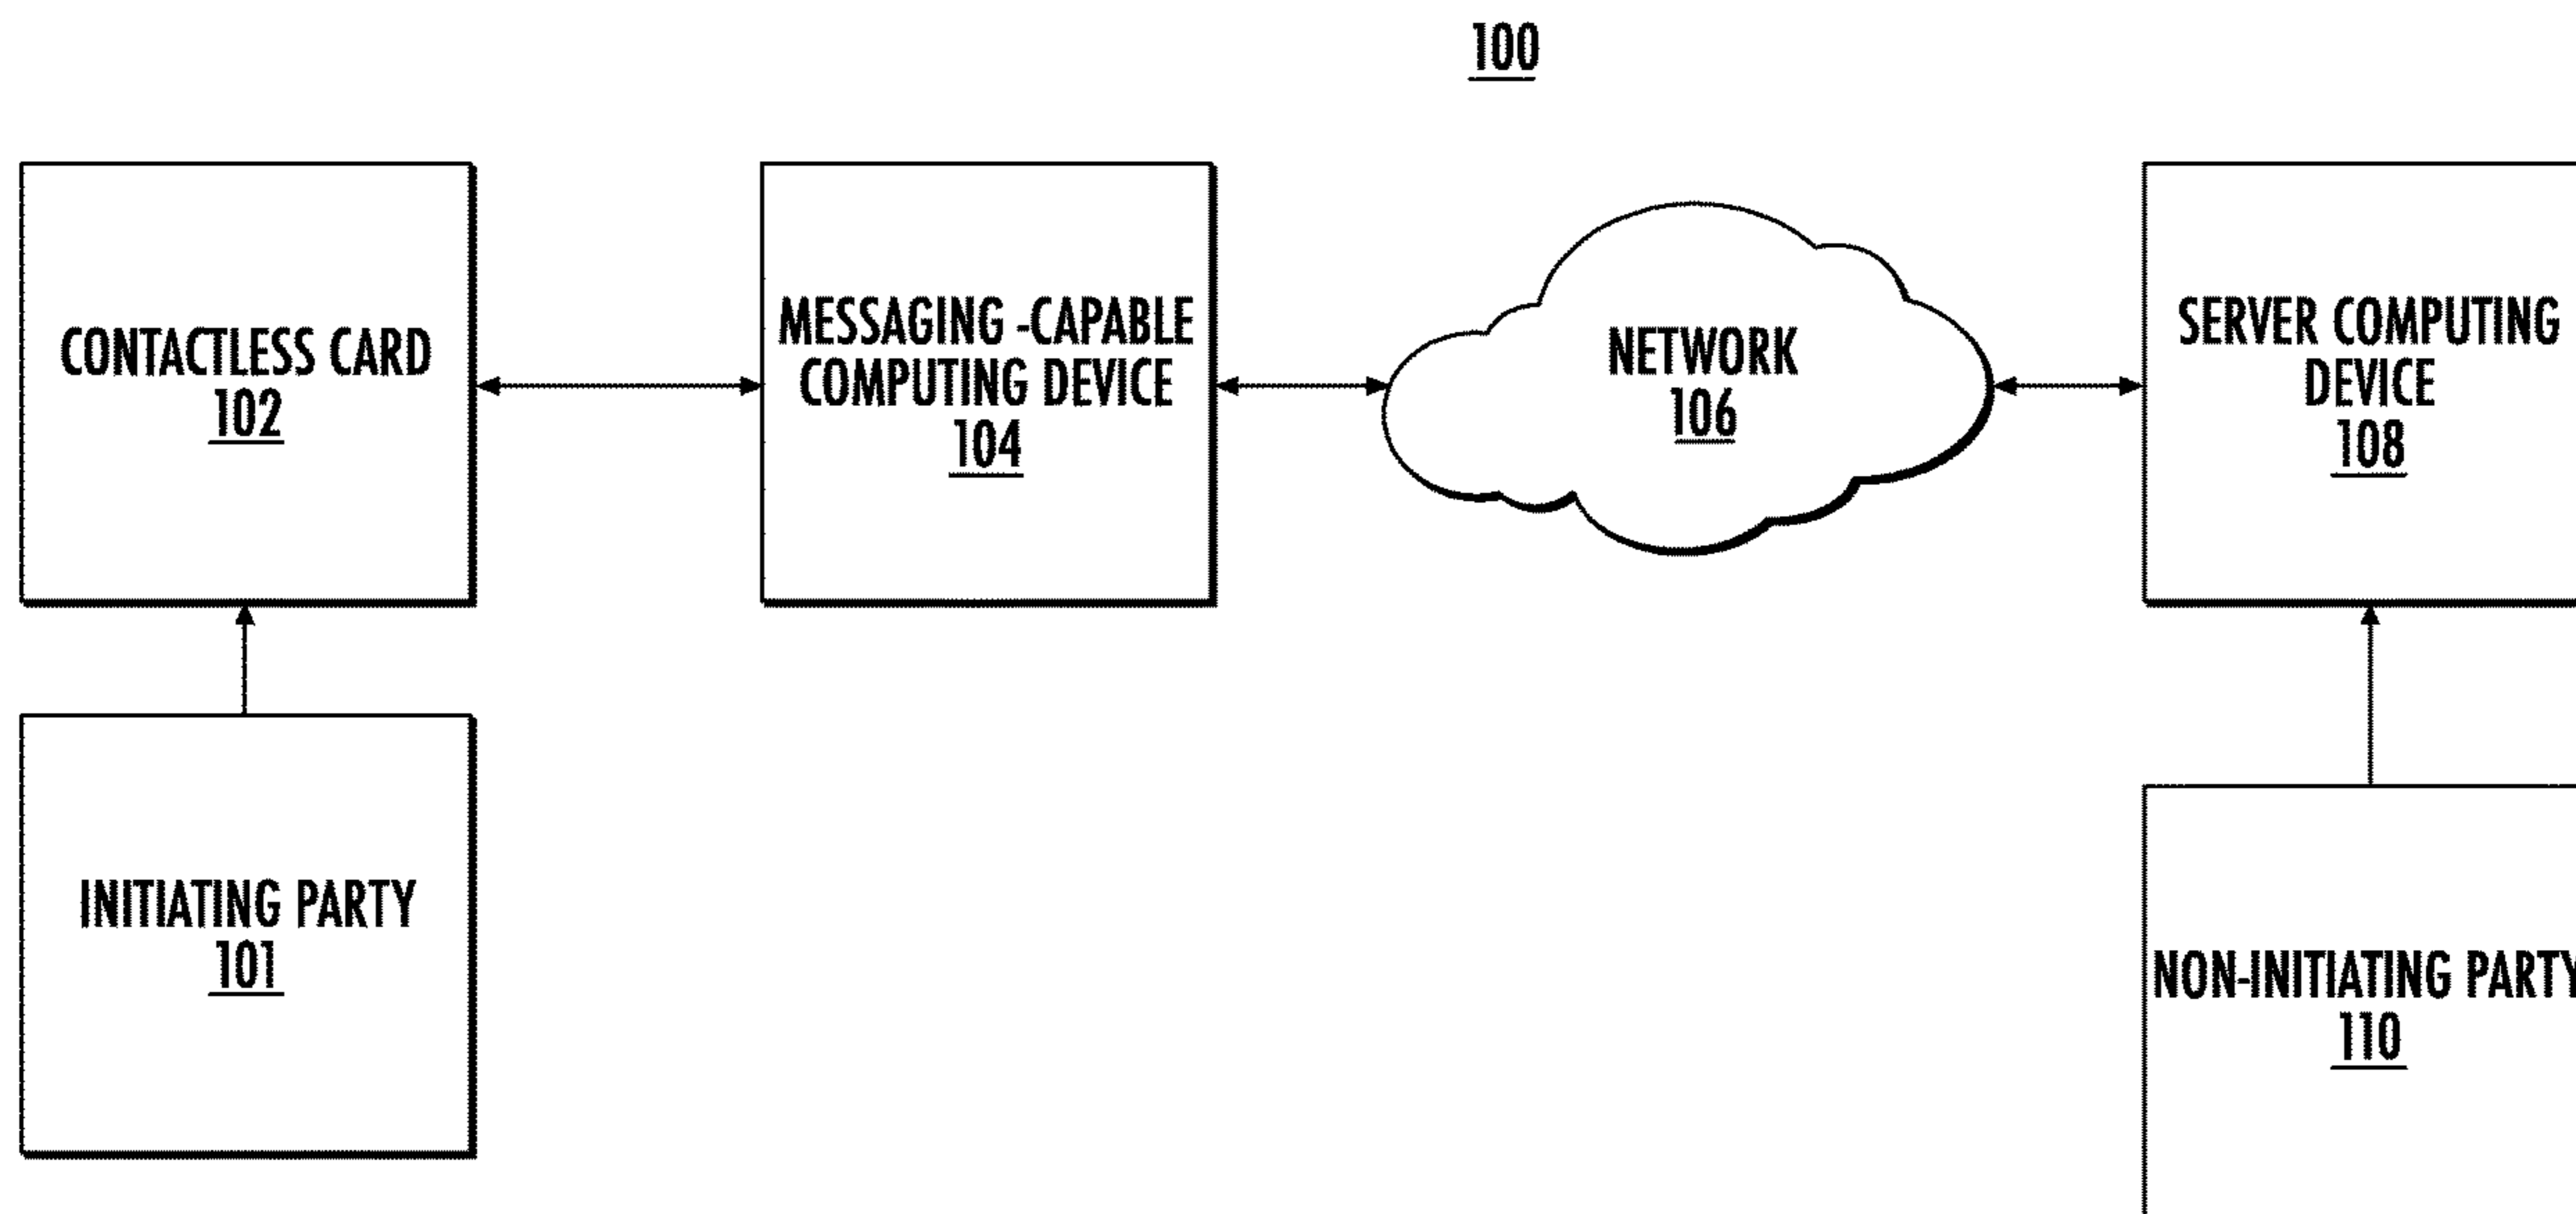 100
CONTACTLESS CARD
102
MESSAGING -CAPABLE
COMPUTING DEVICE
104
NETWORK
106
SERVER COMPUTING
DEVICE
108
INITIATING PARTY
101
NON-INITIATING PARTY
110